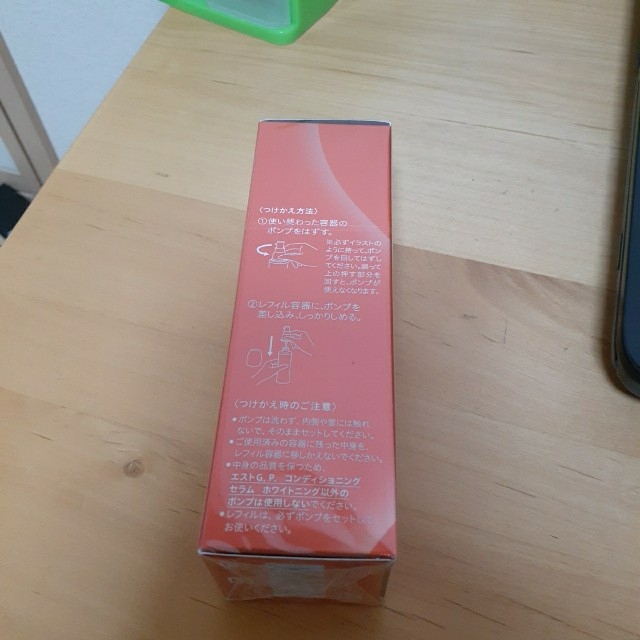 〈つけかえ方法〉
①使い終わった容器の
ポンプをはずす。
※必ずイラストの
ように持って、ポン
プを回してはずし
てください。誤って
上の押す部分を
回すと、ポンプが
使えなくなります。
②レフィル容器に、ポンプを
差し込み、しっかりしめる。
〈つけかえ時のご注意〉
●ポンプは洗わず、内側や管には触れ
ないで、そのままセットしてください。
●ご使用済みの容器に残った中身を、
レフィル容器に移しかえないでください。
●中身の品質を保つため、
エストG.P. コンディショニング
セラム ホワイトニング以外の
ポンプは使用しないでください。
●レフィルは、必ずポンプをセット
お使いください。